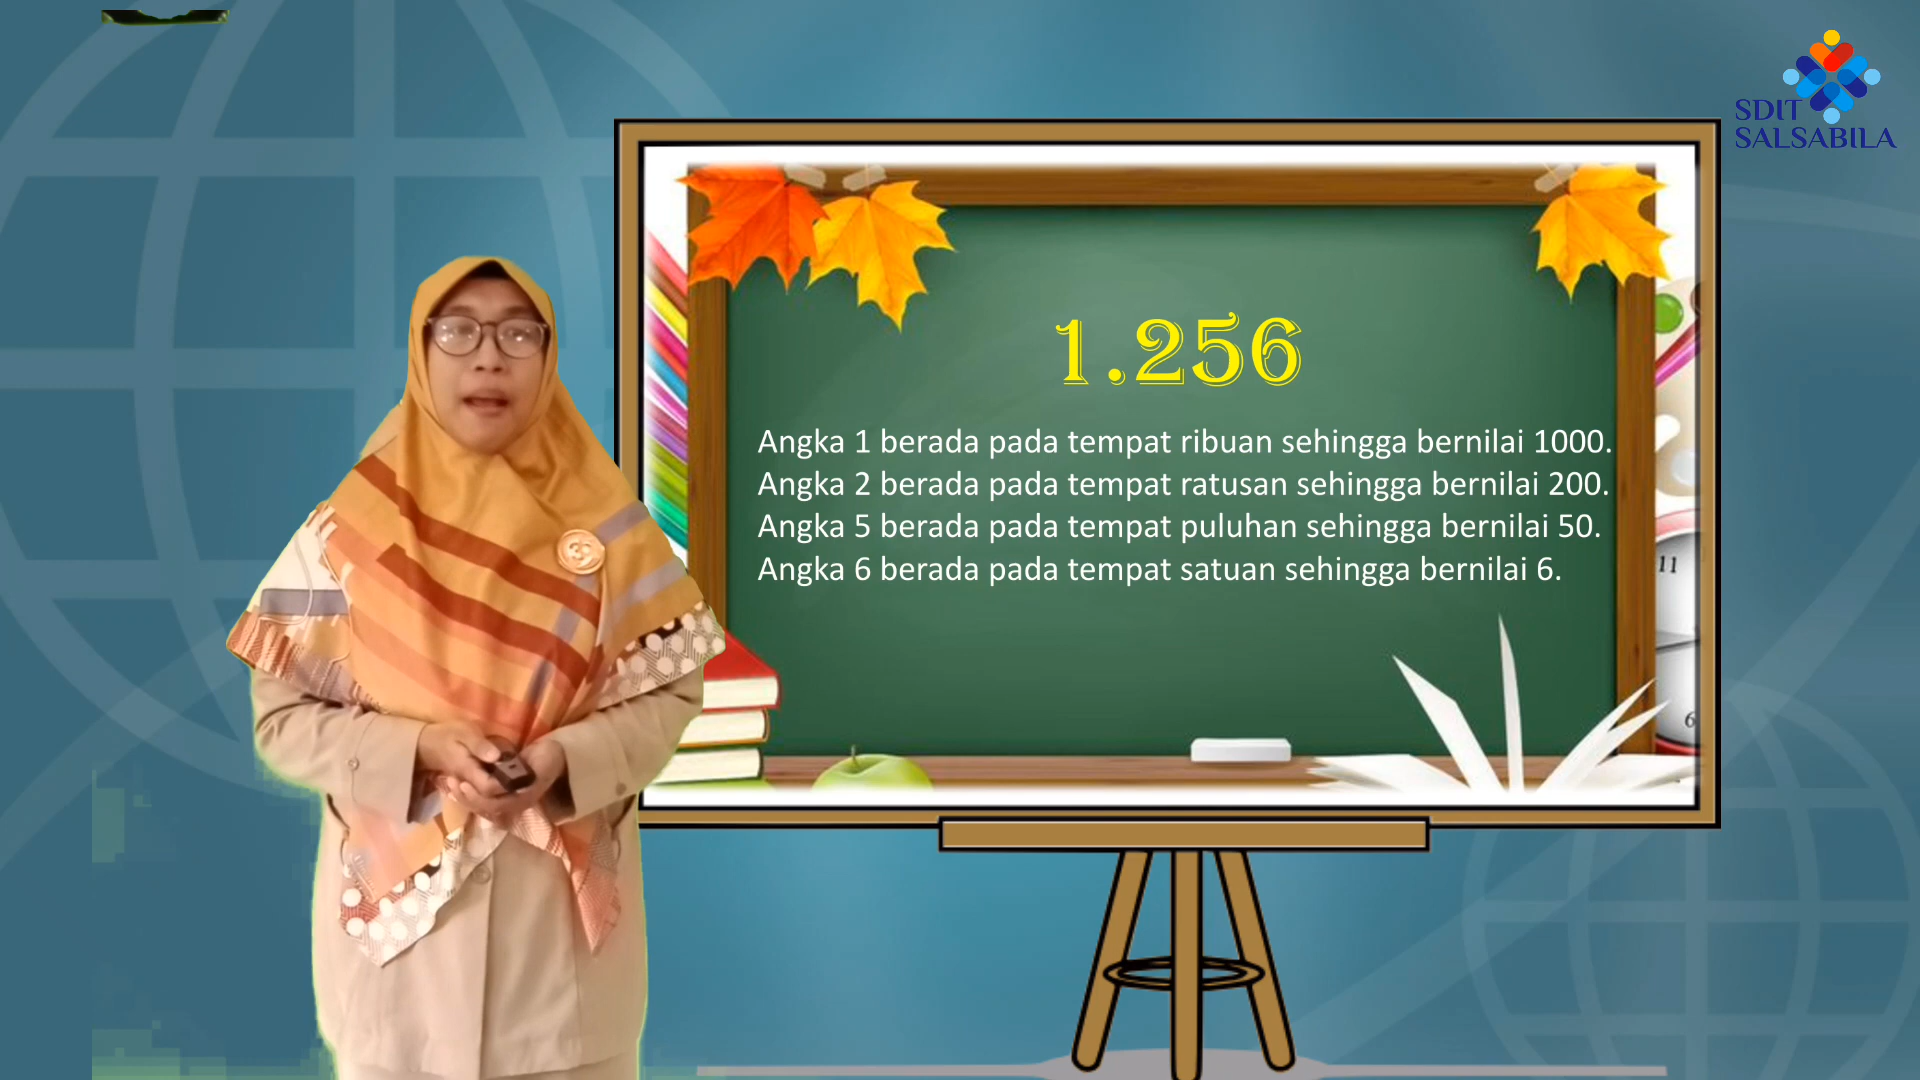 SDIT
SALSABILA
1.256
Angka 1 berada pada tempat ribuan sehingga bernilai 1000.
Angka 2 berada pada tempat ratusan sehingga bernilai 200.
Angka 5 berada pada tempat puluhan sehingga bernilai 50.
Angka 6 berada pada tempat satuan sehingga bernilai 6.
11
6